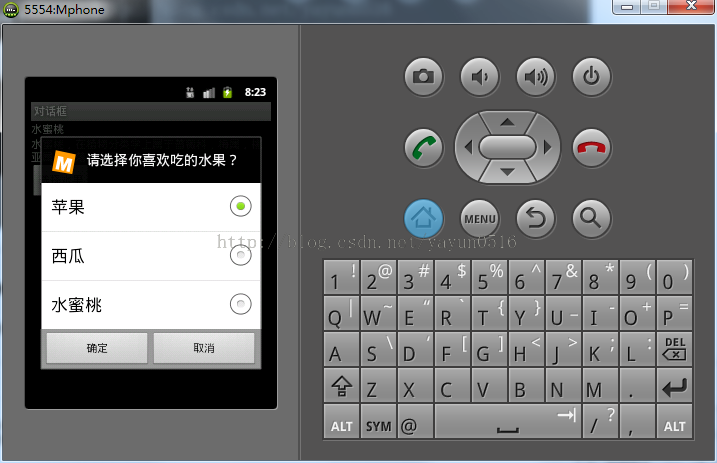 5554:Mphone
8:23
对话框
水蜜桃
水
亚
M
请选择你喜欢吃的水果？
苹果
西瓜
水蜜桃
确定
取消
http://blog.csdn.net/yayun0516
MENU
1 ! 2 @ 3 # 4 $ 5 % 6 ^ 7 & 8 * 9 ( 0 )
Q | W ~ E “ R ` T { Y } U _ I - O + P =
A S \ D ‘ F [ G ] H < J > K ; L : DEL
Z X C V B N M .
ALT SYM @ / ? , ALT